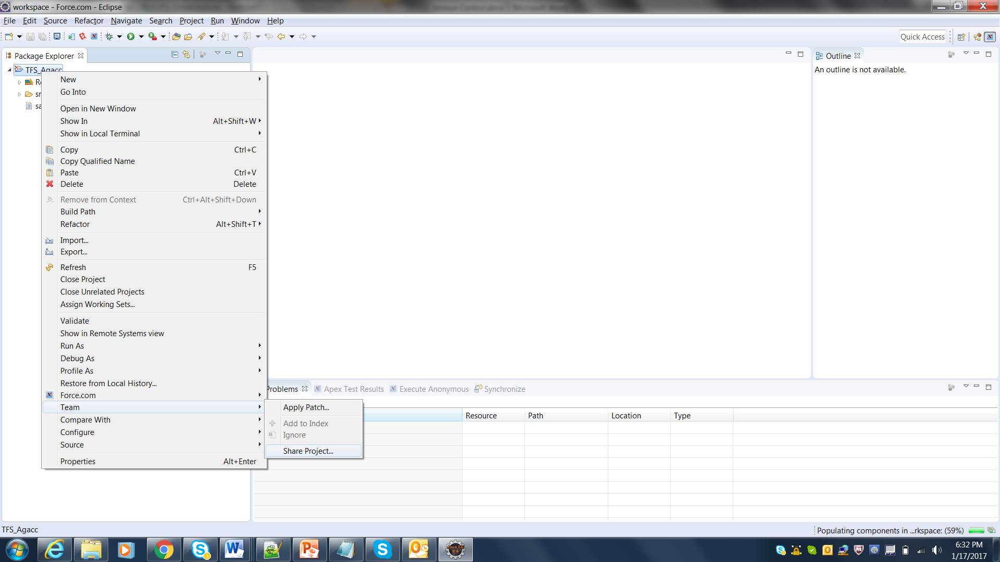 workspace - Force.com - Eclipse
File Edit Source Refactor Navigate Search Project Run Window Help
Quick Access
Package Explorer
Outline
TFS_Agacc
An outline is not available.
New
Go Into
Open in New Window
Show In Alt+Shift+W
Show in Local Terminal
Copy Ctrl+C
Copy Qualified Name
Paste Ctrl+V
Delete Delete
Remove from Context Ctrl+Alt+Shift+Down
Build Path
Refactor Alt+Shift+T
Import...
Export...
Refresh F5
Close Project
Close Unrelated Projects
Assign Working Sets...
Validate
Show in Remote Systems view
Run As
Debug As
Profile As
Restore from Local History...
Force.com
Team
Compare With
Configure
Source
Properties Alt+Enter
Problems Apex Test Results Execute Anonymous Synchronize
Apply Patch...
Add to Index
Ignore
Share Project...
Resource Path Location Type
TFS_Agacc
Populating components in ...rkspace: (59%)
Java EE
IDE
6:32 PM
1/17/2017